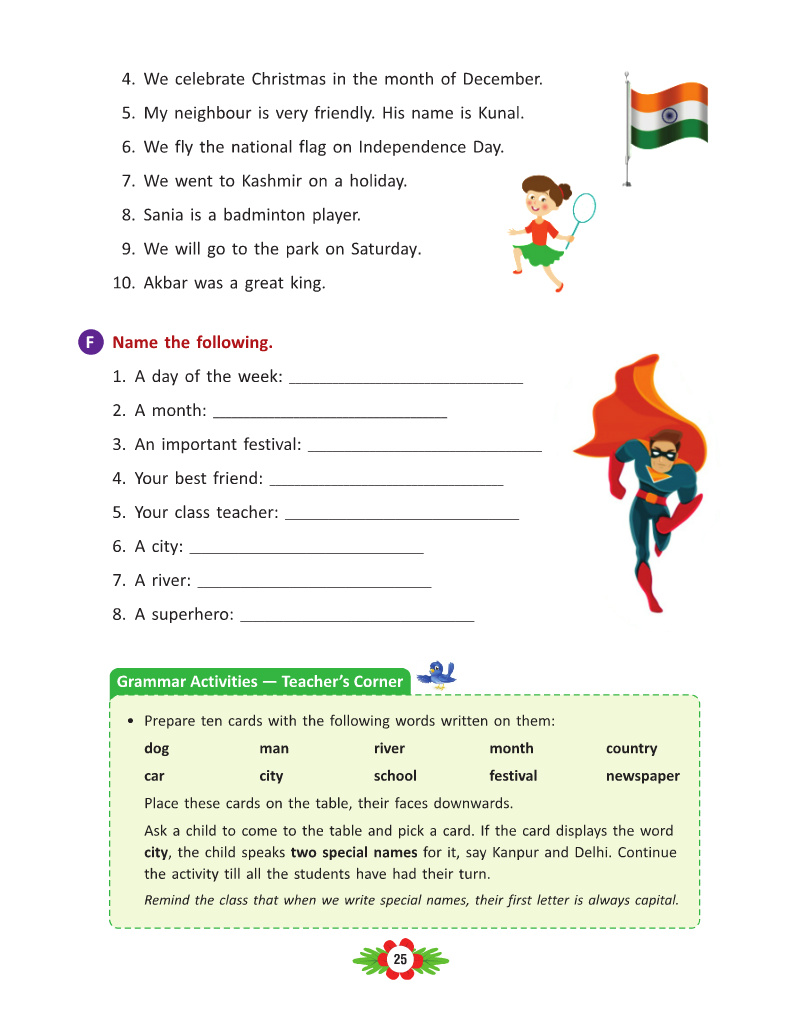 4. We celebrate Christmas in the month of December.
5. My neighbour is very friendly. His name is Kunal.
6. We fly the national flag on Independence Day.
7. We went to Kashmir on a holiday.
8. Sania is a badminton player.
9. We will go to the park on Saturday.
10. Akbar was a great king.
F Name the following.
1. A day of the week: ____________________
2. A month: ____________________
3. An important festival: ____________________
4. Your best friend: ____________________
5. Your class teacher: ____________________
6. A city: ____________________
7. A river: ____________________
8. A superhero: ____________________
Grammar Activities — Teacher's Corner
• Prepare ten cards with the following words written on them:
dog man river month country
car city school festival newspaper
Place these cards on the table, their faces downwards.
Ask a child to come to the table and pick a card. If the card displays the word
city, the child speaks two special names for it, say Kanpur and Delhi. Continue
the activity till all the students have had their turn.
Remind the class that when we write special names, their first letter is always capital.
25